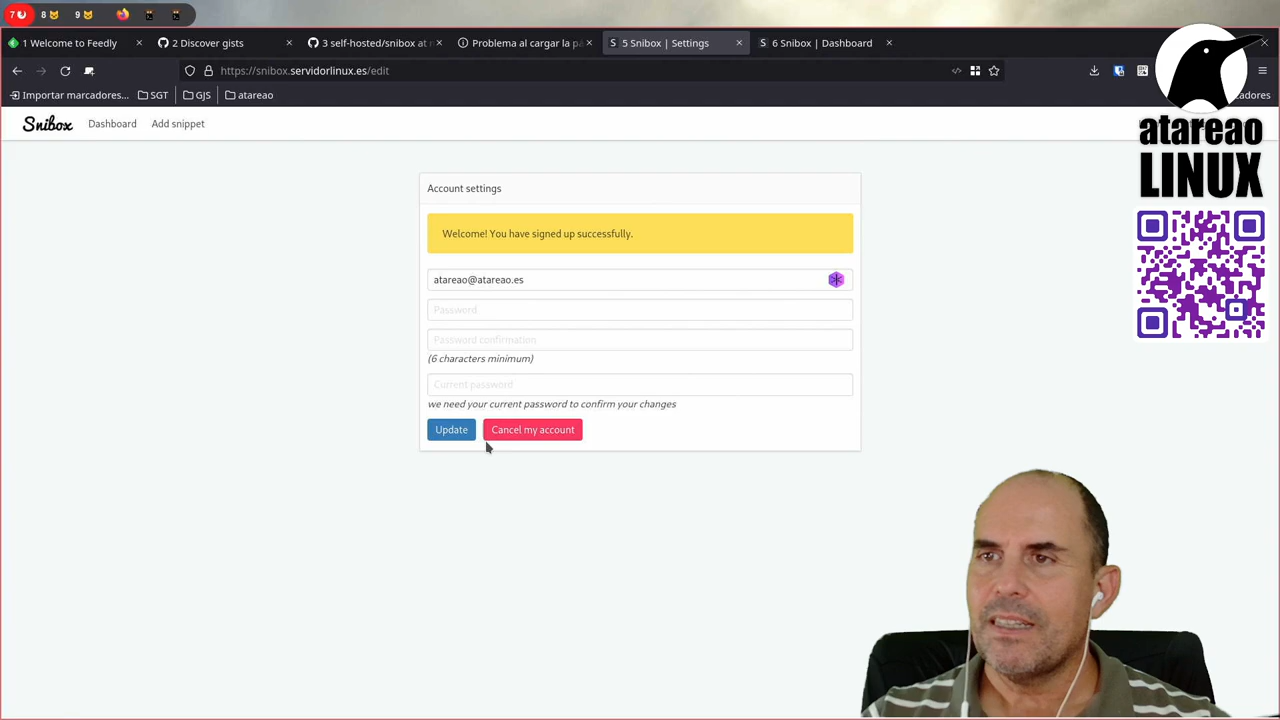 7 8 9
1 Welcome to Feedly
2 Discover gists
3 self-hosted/snibox at n
Problema al cargar la pá
5 Snibox | Settings
6 Snibox | Dashboard
https://snibox.servidorlinux.es/edit
Importar marcadores...
SGT
GJS
atareao
cadores
Snibox
Dashboard
Add snippet
atareao
LINUX
Account settings
Welcome! You have signed up successfully.
atareao@atareao.es
Password
Password confirmation
(6 characters minimum)
Current password
we need your current password to confirm your changes
Update
Cancel my account